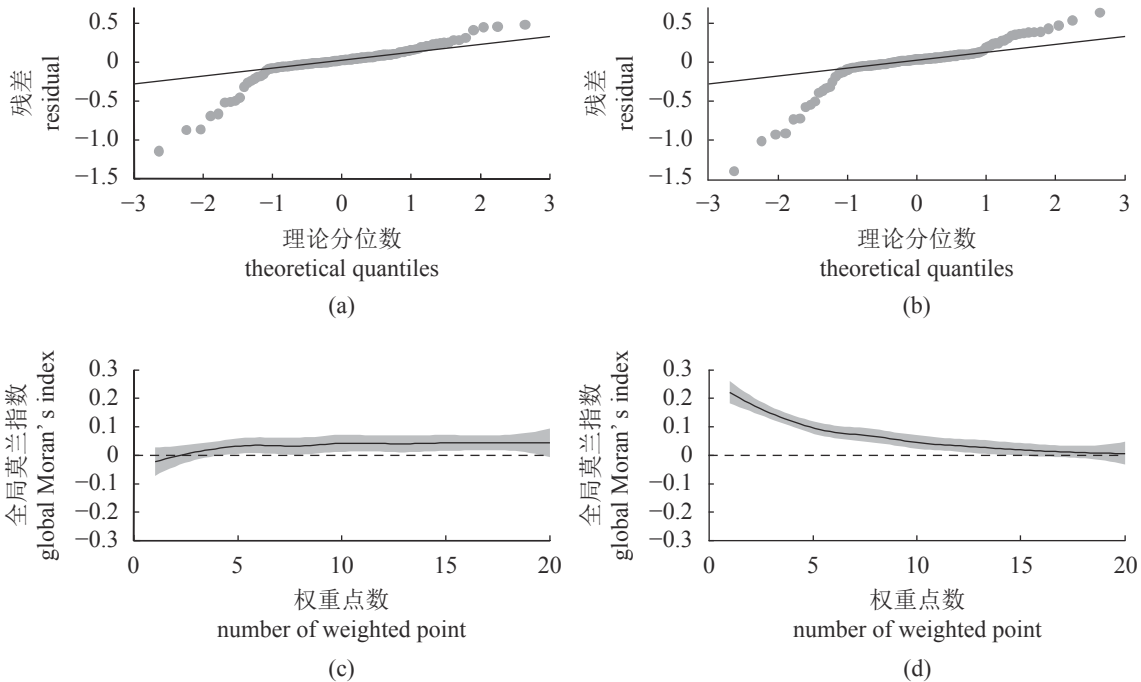 0.5
0
−0.5
−1.0
−1.5
残差
residual
−3 −2 −1 0 1 2 3
理论分位数
theoretical quantiles
(a)
0.5
0
−0.5
−1.0
−1.5
残差
residual
−3 −2 −1 0 1 2 3
理论分位数
theoretical quantiles
(b)
0.3
0.2
0.1
0
−0.1
−0.2
−0.3
全局莫兰指数
global Moran’ s index
0 5 10 15 20
权重点数
number of weighted point
(c)
0.3
0.2
0.1
0
−0.1
−0.2
−0.3
全局莫兰指数
global Moran’ s index
0 5 10 15 20
权重点数
number of weighted point
(d)